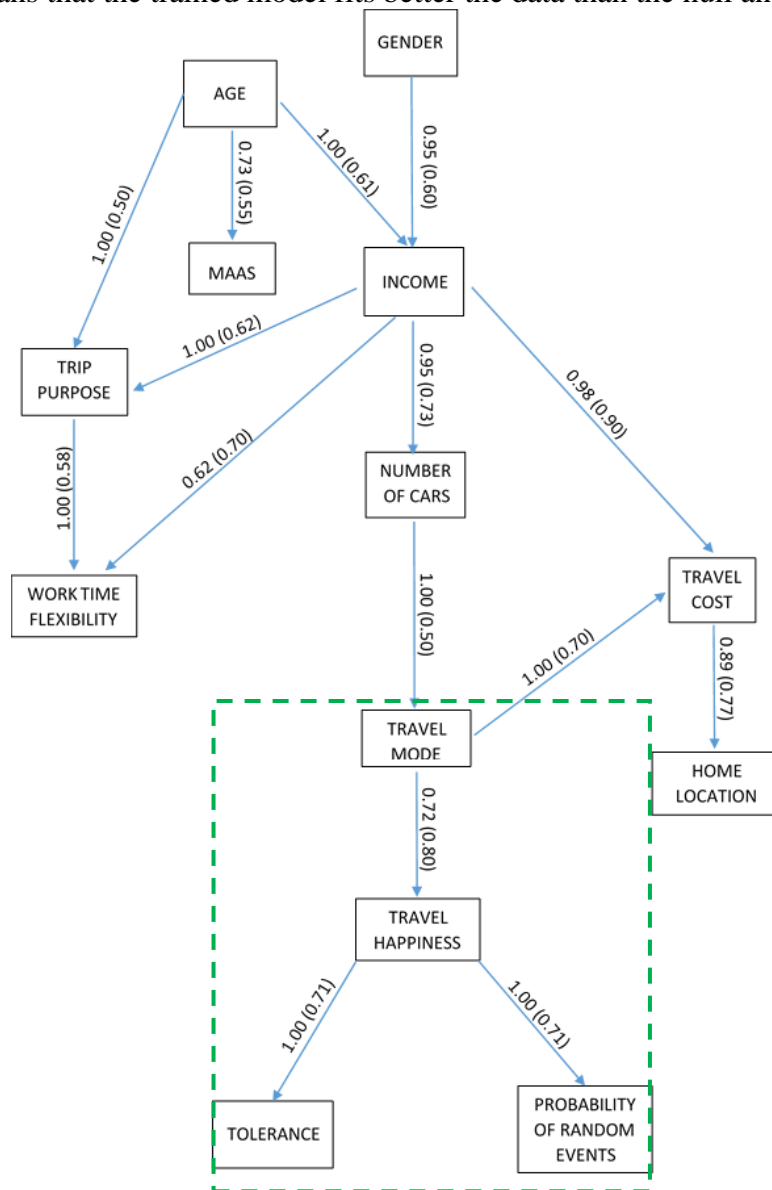 ans that the trained model fits better the data than the null an
GENDER
AGE
0.95 (0.60)
1.00 (0.61)
0.73 (0.55)
1.00 (0.50)
MAAS
INCOME
1.00 (0.62)
TRIP
PURPOSE
0.95 (0.73)
0.98 (0.90)
0.62 (0.70)
1.00 (0.58)
NUMBER
OF CARS
WORK TIME
FLEXIBILITY
TRAVEL
COST
1.00 (0.50)
1.00 (0.70)
0.89 (0.77)
TRAVEL
MODE
HOME
LOCATION
0.72 (0.80)
TRAVEL
HAPPINESS
1.00 (0.71)
1.00 (0.71)
TOLERANCE
PROBABILITY
OF RANDOM
EVENTS